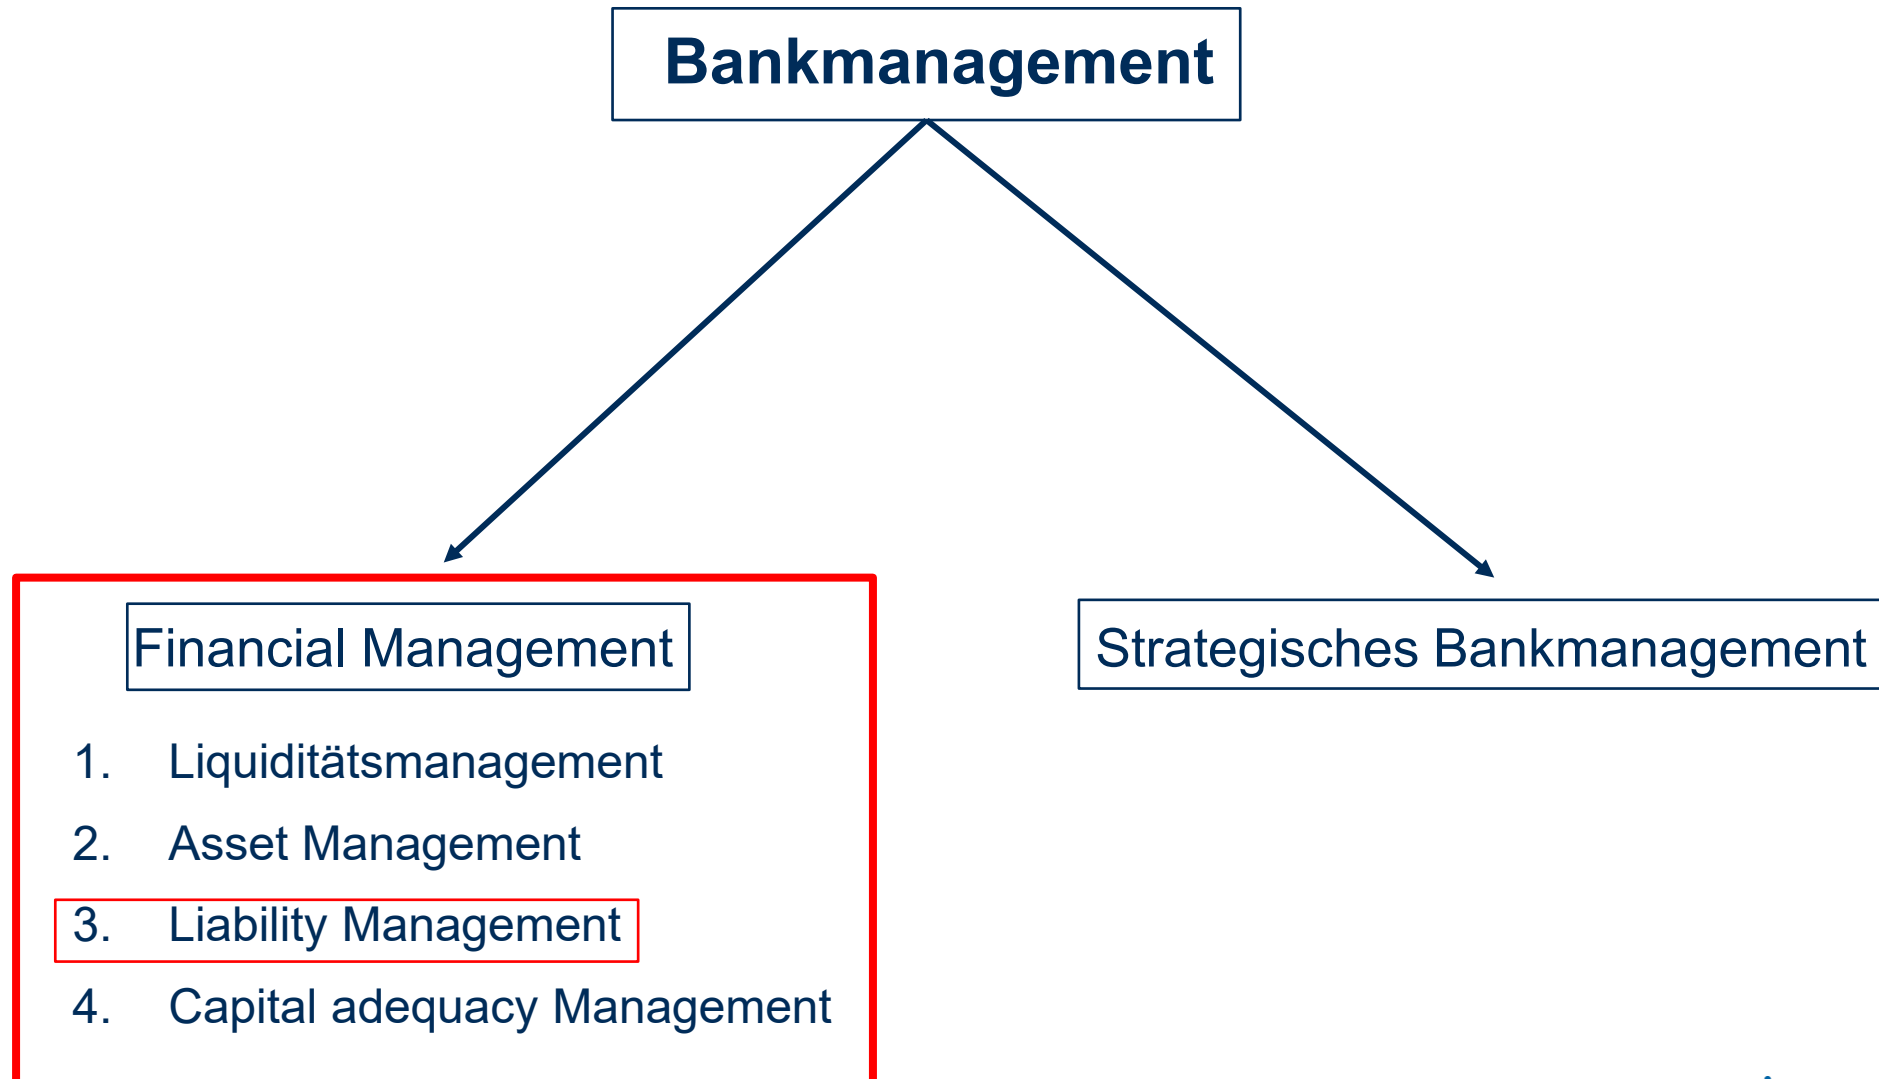 Bankmanagement
Financial Management
Strategisches Bankmanagement
1. Liquiditätsmanagement
2. Asset Management
3. Liability Management
4. Capital adequacy Management